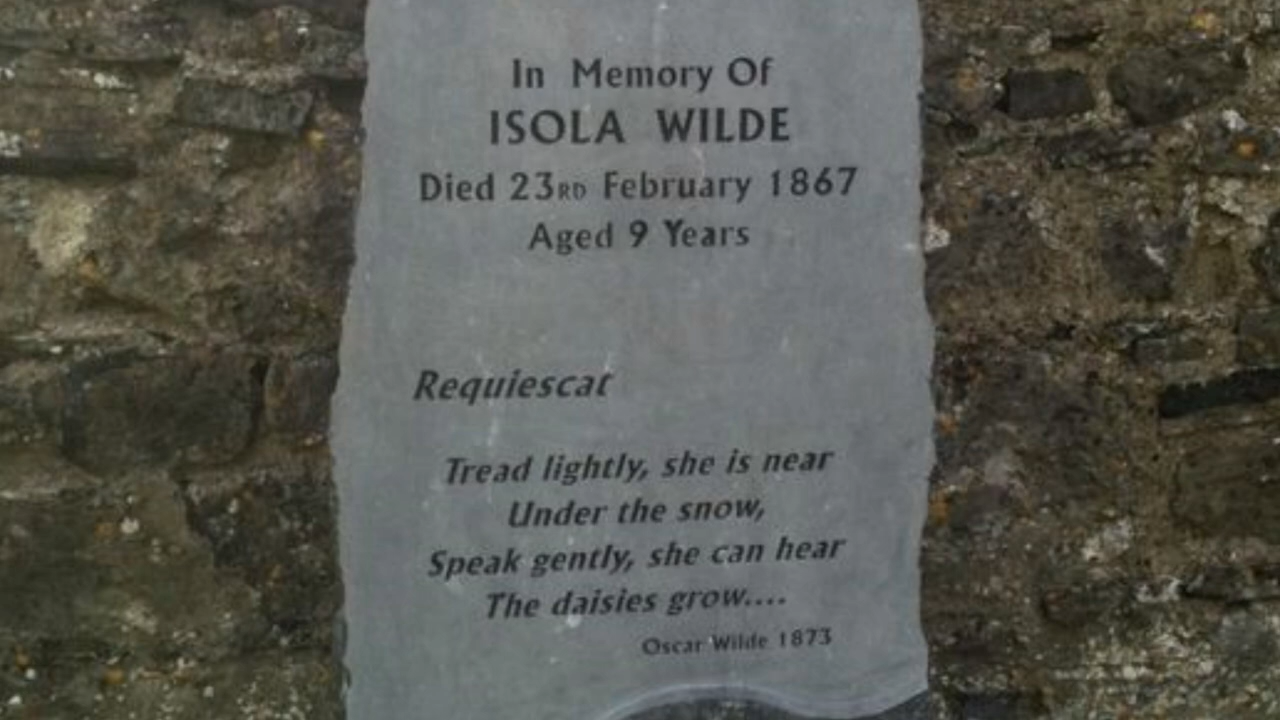 In Memory Of
ISOLA WILDE
Died 23RD February 1867
Aged 9 Years
Requiescat
Tread lightly, she is near
Under the snow,
Speak gently, she can hear
The daisies grow....
Oscar Wilde 1873